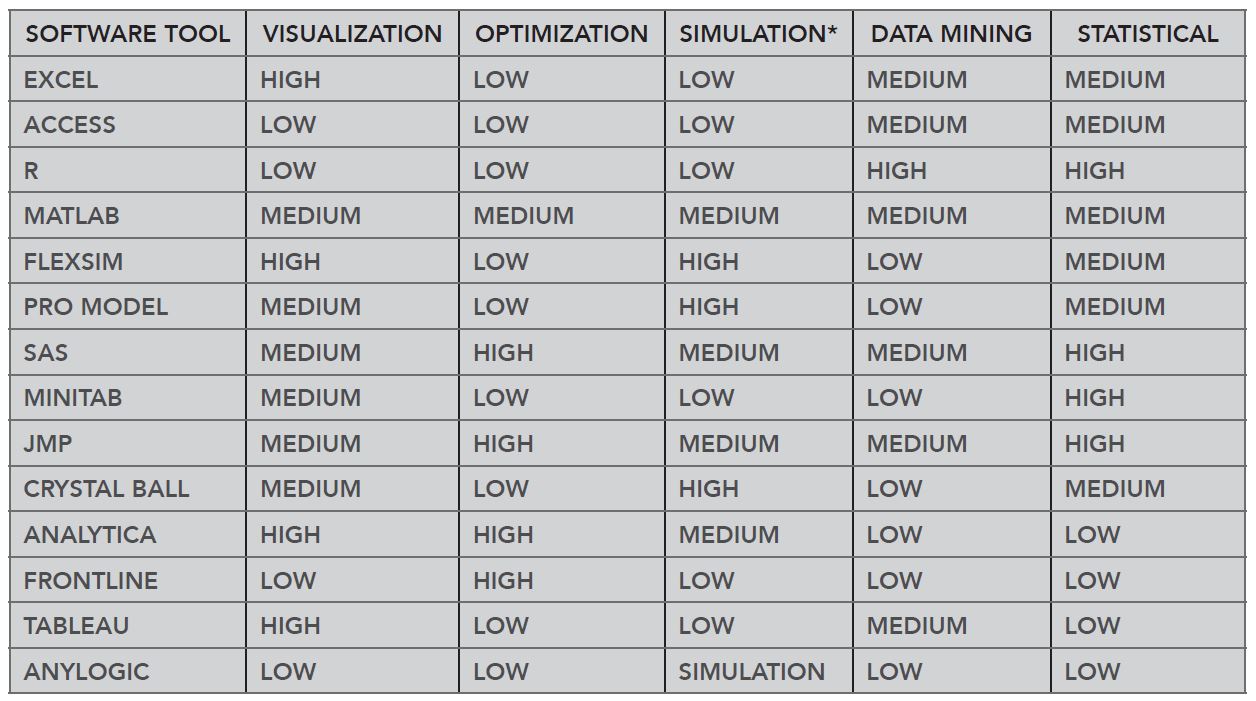 SOFTWARE TOOL VISUALIZATION OPTIMIZATION SIMULATION* DATA MINING STATISTICAL
EXCEL HIGH LOW LOW MEDIUM MEDIUM
ACCESS LOW LOW LOW MEDIUM MEDIUM
R LOW LOW LOW HIGH HIGH
MATLAB MEDIUM MEDIUM MEDIUM MEDIUM MEDIUM
FLEXSIM HIGH LOW HIGH LOW MEDIUM
PRO MODEL MEDIUM LOW HIGH LOW MEDIUM
SAS MEDIUM HIGH MEDIUM MEDIUM HIGH
MINITAB MEDIUM LOW LOW LOW HIGH
JMP MEDIUM HIGH MEDIUM MEDIUM HIGH
CRYSTAL BALL MEDIUM LOW HIGH LOW MEDIUM
ANALYTICA HIGH HIGH MEDIUM LOW LOW
FRONTLINE LOW HIGH LOW LOW LOW
TABLEAU HIGH LOW LOW MEDIUM LOW
ANYLOGIC LOW LOW SIMULATION LOW LOW